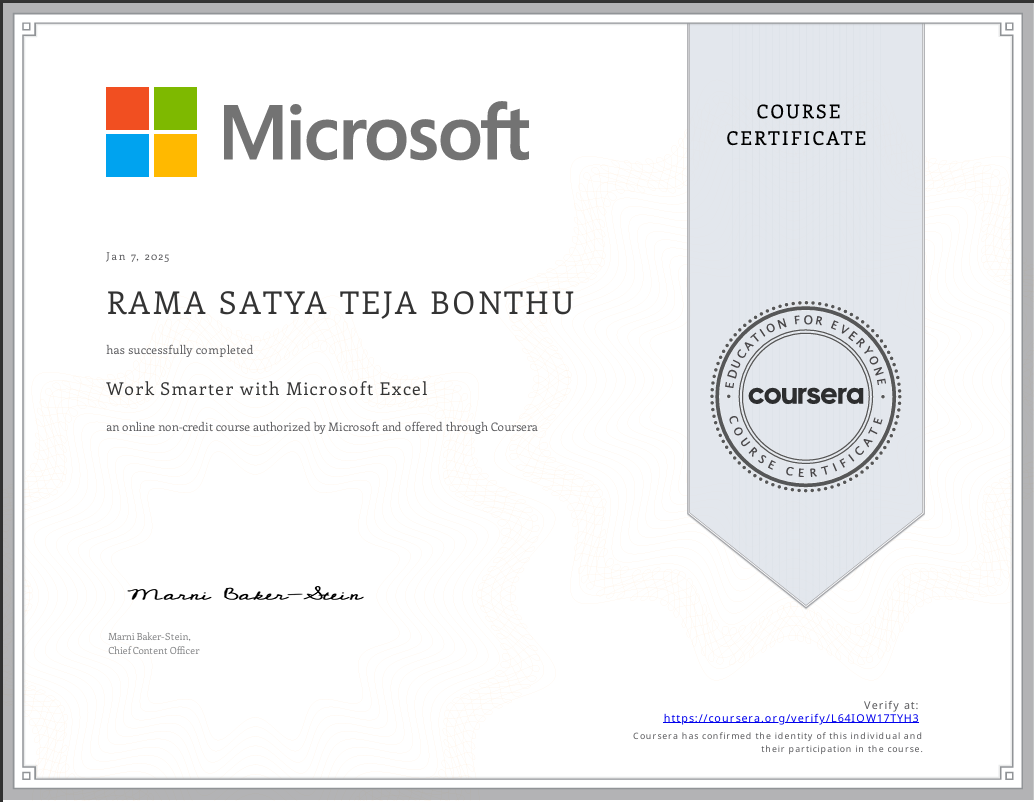 Microsoft
COURSE
CERTIFICATE
Jan 7, 2025
RAMA SATYA TEJA BONTHU
has successfully completed
Work Smarter with Microsoft Excel
an online non-credit course authorized by Microsoft and offered through Coursera
EDUCATION FOR EVERYONE
coursera
COURSE CERTIFICATE
Marni Baker-Stein
Marni Baker-Stein,
Chief Content Officer
Verify at:
https://coursera.org/verify/L64IOW17TYH3
Coursera has confirmed the identity of this individual and
their participation in the course.